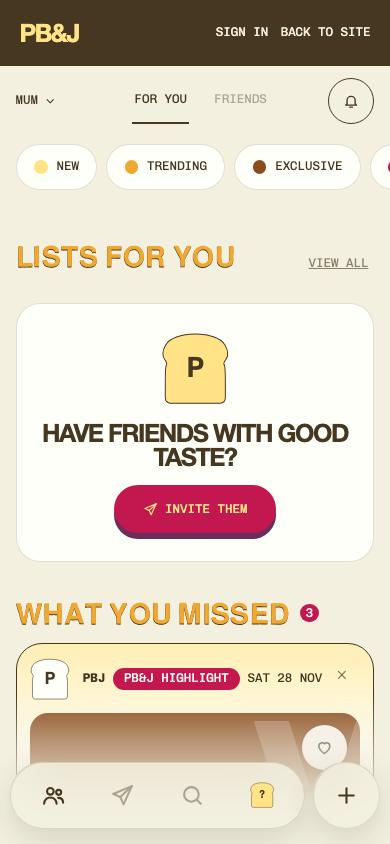 PB&J
SIGN IN BACK TO SITE
MUM FOR YOU FRIENDS
NEW TRENDING EXCLUSIVE
LISTS FOR YOU VIEW ALL
P
HAVE FRIENDS WITH GOOD
TASTE?
INVITE THEM
WHAT YOU MISSED 3
P PBJ PB&J HIGHLIGHT SAT 28 NOV
?